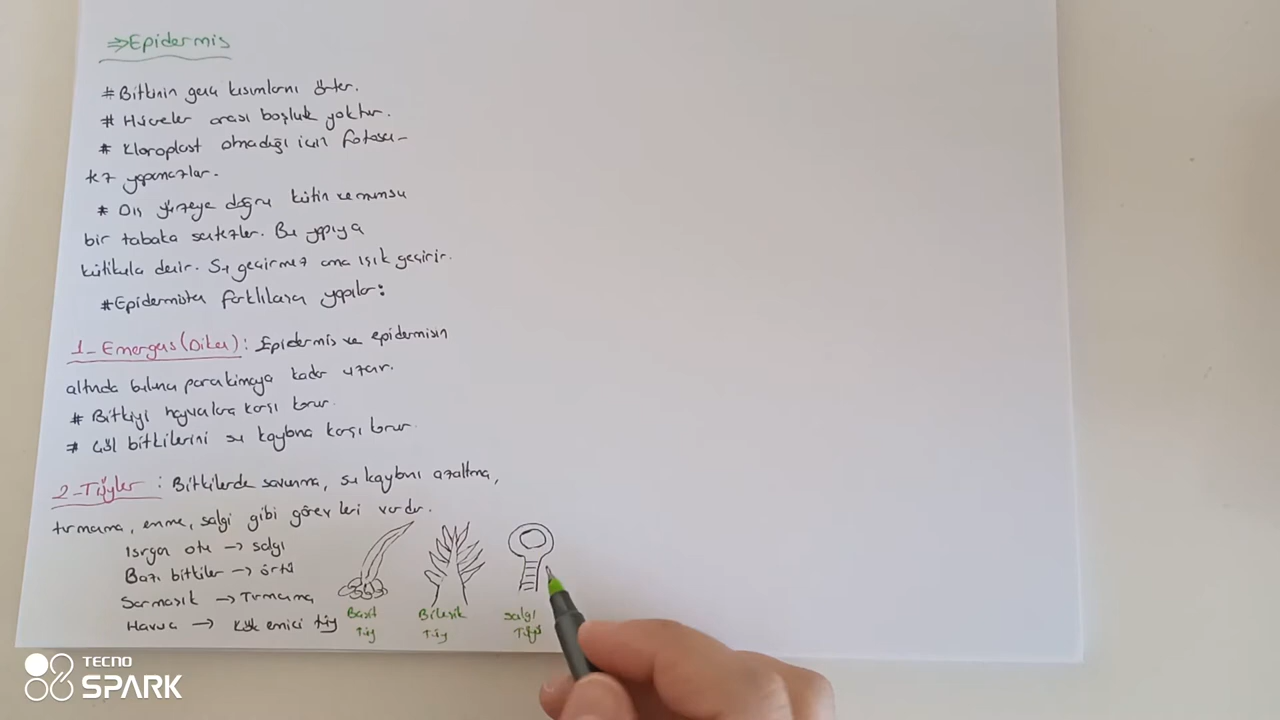 ⇒Epidermis
# Bitkinin genç kısımlarını örter.
# Hücreler arası boşluk yoktur.
* Kloroplast olmadığı için fotosen-
tez yapamazlar.
* Dış yüzeye doğru kütin ve mumsu
bir tabaka sentezler. Bu yapıya
kütikula denir. Su geçirmez ama ışık geçirir.
# Epidermisten farklılaşan yapılar:
1- Emergens (Diken): Epidermis ve epidermisin
altında bulunan parankimaya kadar uzanır.
# Bitkiyi hayvanlara karşı korur.
# Çöl bitkilerini su kaybına karşı korur.
2- Tüyler : Bitkilerde savunma, su kaybını azaltma,
tırmanma, emme, salgı gibi görevleri vardır.
Isırgan otu → salgı
Bazı bitkiler → örtü
Sarmaşık → Tırmanma
Havuç → Kök emici tüy
Basit Tüy
Bileşik Tüy
Salgı Tüyü
TECNO
SPARK